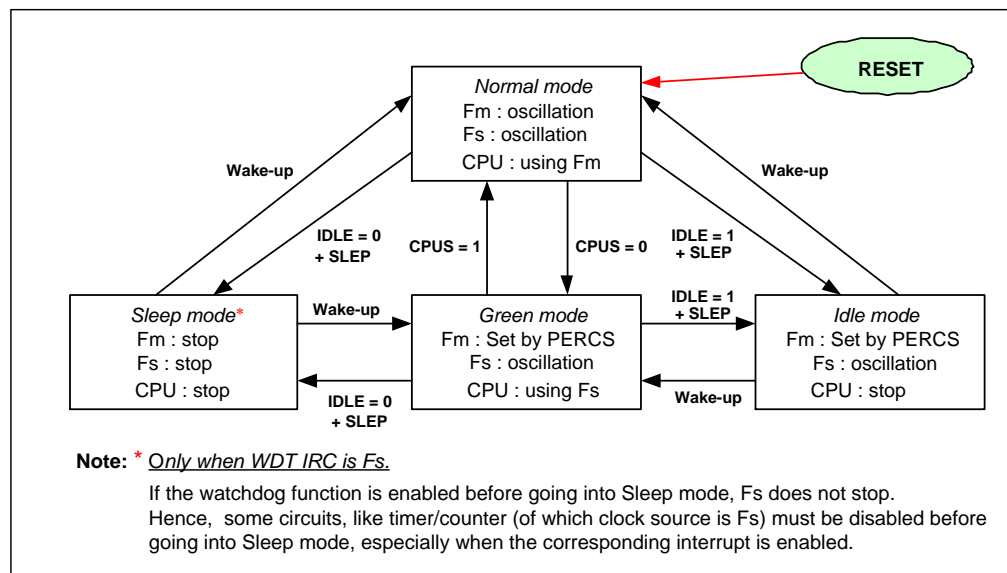 RESET
Normal mode
Fm : oscillation
Fs : oscillation
CPU : using Fm
Wake-up
Wake-up
IDLE = 0
+ SLEP
CPUS = 1
CPUS = 0
IDLE = 1
+ SLEP
Sleep mode*
Fm : stop
Fs : stop
CPU : stop
Wake-up
IDLE = 0
+ SLEP
Green mode
Fm : Set by PERCS
Fs : oscillation
CPU : using Fs
IDLE = 1
+ SLEP
Wake-up
Idle mode
Fm : Set by PERCS
Fs : oscillation
CPU : stop
Note: * Only when WDT IRC is Fs.
If the watchdog function is enabled before going into Sleep mode, Fs does not stop.
Hence, some circuits, like timer/counter (of which clock source is Fs) must be disabled before
going into Sleep mode, especially when the corresponding interrupt is enabled.